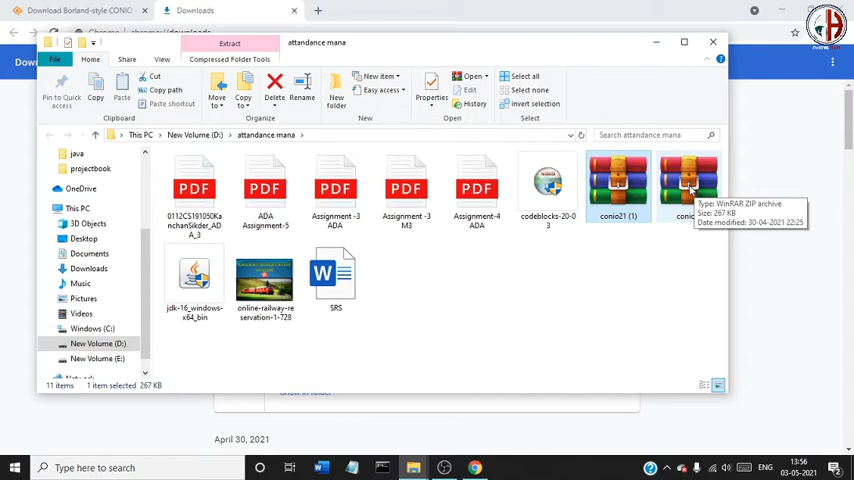 Download Borland-style CONIO
Downloads
Chrome
chrome://downloads
Extract
attandance mana
File
Home
Share
View
Compressed Folder Tools
Pin to Quick access
Copy
Paste
Cut
Copy path
Paste shortcut
Clipboard
Move to
Copy to
Delete
Rename
Organize
New folder
New item
Easy access
New
Properties
Open
Edit
History
Open
Select all
Select none
Invert selection
Select
This PC
New Volume (D:)
attandance mana
Search attandance mana
java
projectbook
OneDrive
This PC
3D Objects
Desktop
Documents
Downloads
Music
Pictures
Videos
Windows (C:)
New Volume (D:)
New Volume (E:)
PDF
0112CS191050Ka
nchanSikder_AD
A_3
PDF
ADA
Assignment-5
PDF
Assignment -3
ADA
PDF
Assignment -3
M3
PDF
Assignment-4
ADA
codeblocks-20-0
3
conio21 (1)
Type: WinRAR ZIP archive
Size: 267 KB
Date modified: 30-04-2021 22:25
jdk-16_windows-
x64_bin
online-railway-re
servation-1-728
SRS
11 items
1 item selected 267 KB
April 30, 2021
Type here to search
ENG
13:56
03-05-2021
2